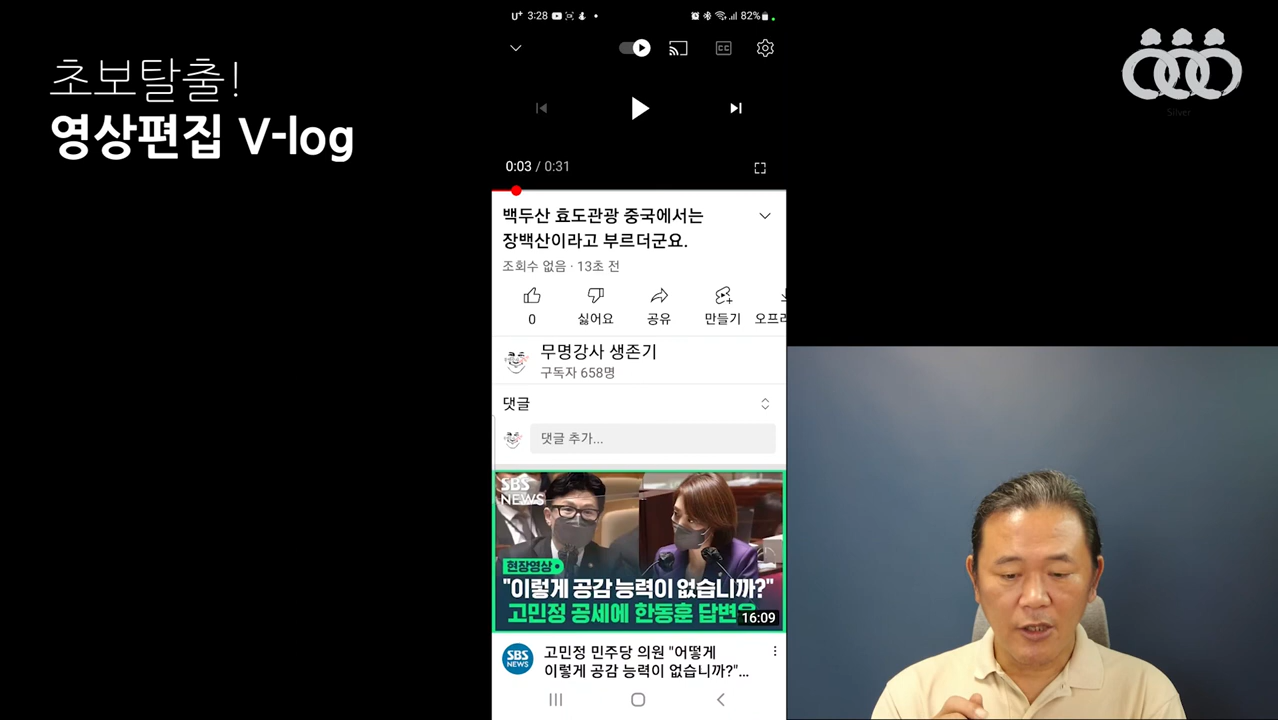 초보탈출!
영상편집 V-log
Silver
U+ 3:28
82%
CC
0:03 / 0:31
백두산 효도관광 중국에서는
장백산이라고 부르더군요.
조회수 없음 · 13초 전
0
싫어요
공유
만들기
오프라
무명강사 생존기
구독자 658명
댓글
댓글 추가...
SBS
NEWS
현장영상
"이렇게 공감 능력이 없습니까?"
고민정 공세에 한동훈 답변은
16:09
SBS
NEWS
고민정 민주당 의원 "어떻게
이렇게 공감 능력이 없습니까?"...